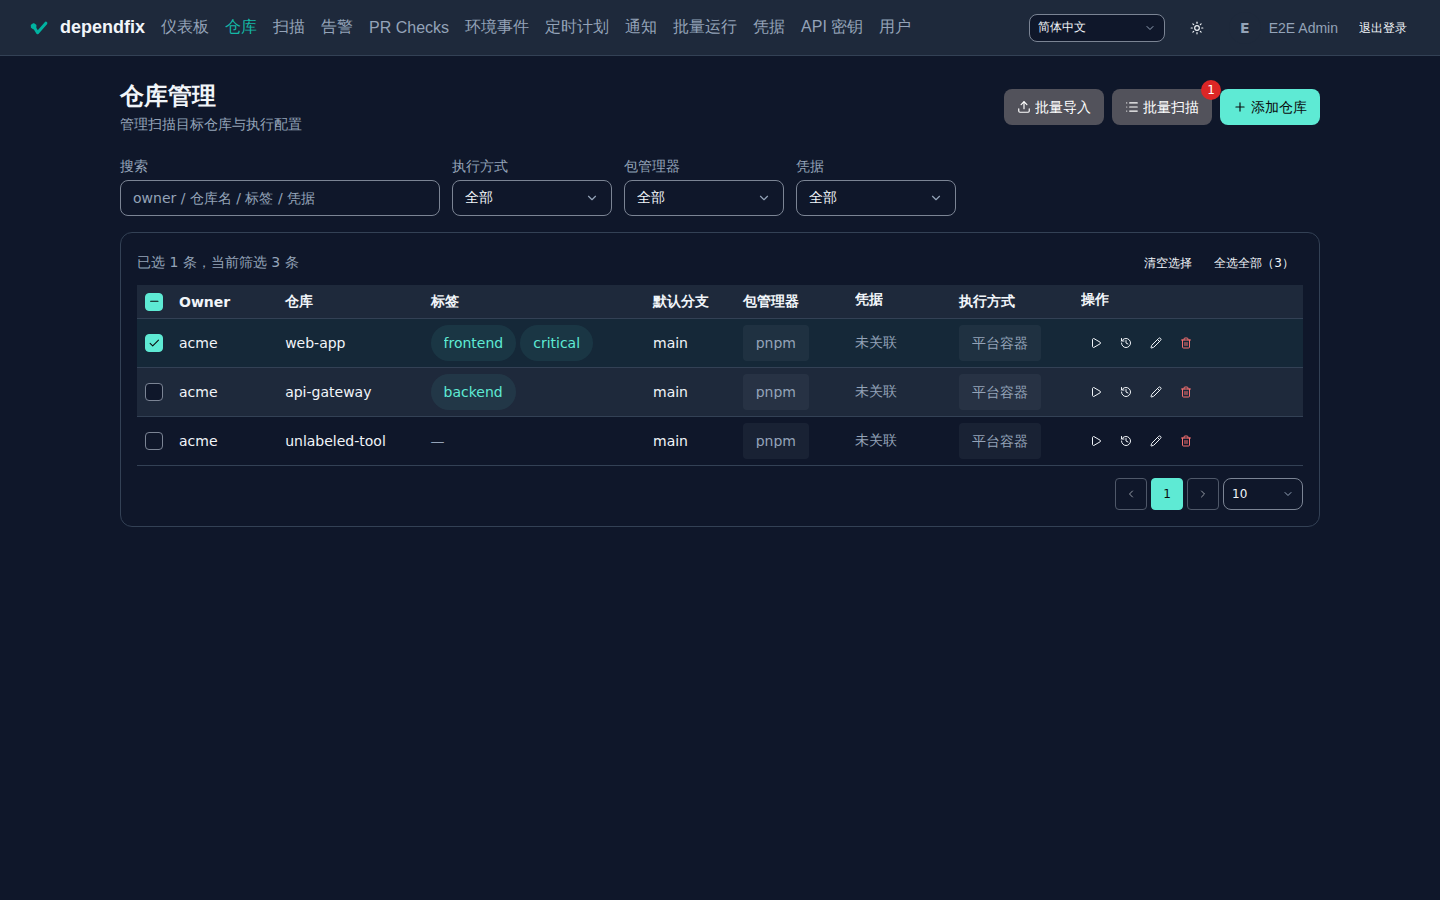 dependfix 仪表板 仓库 扫描 告警 PR Checks 环境事件 定时计划 通知 批量运行 凭据 API 密钥 用户 简体中文 E E2E Admin 退出登录
仓库管理
管理扫描目标仓库与执行配置
批量导入 批量扫描 1 添加仓库
搜索 执行方式 包管理器 凭据
owner / 仓库名 / 标签 / 凭据 全部 全部 全部
已选 1 条，当前筛选 3 条 清空选择 全选全部（3）
Owner 仓库 标签 默认分支 包管理器 凭据 执行方式 操作
acme web-app frontend critical main pnpm 未关联 平台容器
acme api-gateway backend main pnpm 未关联 平台容器
acme unlabeled-tool — main pnpm 未关联 平台容器
1 10